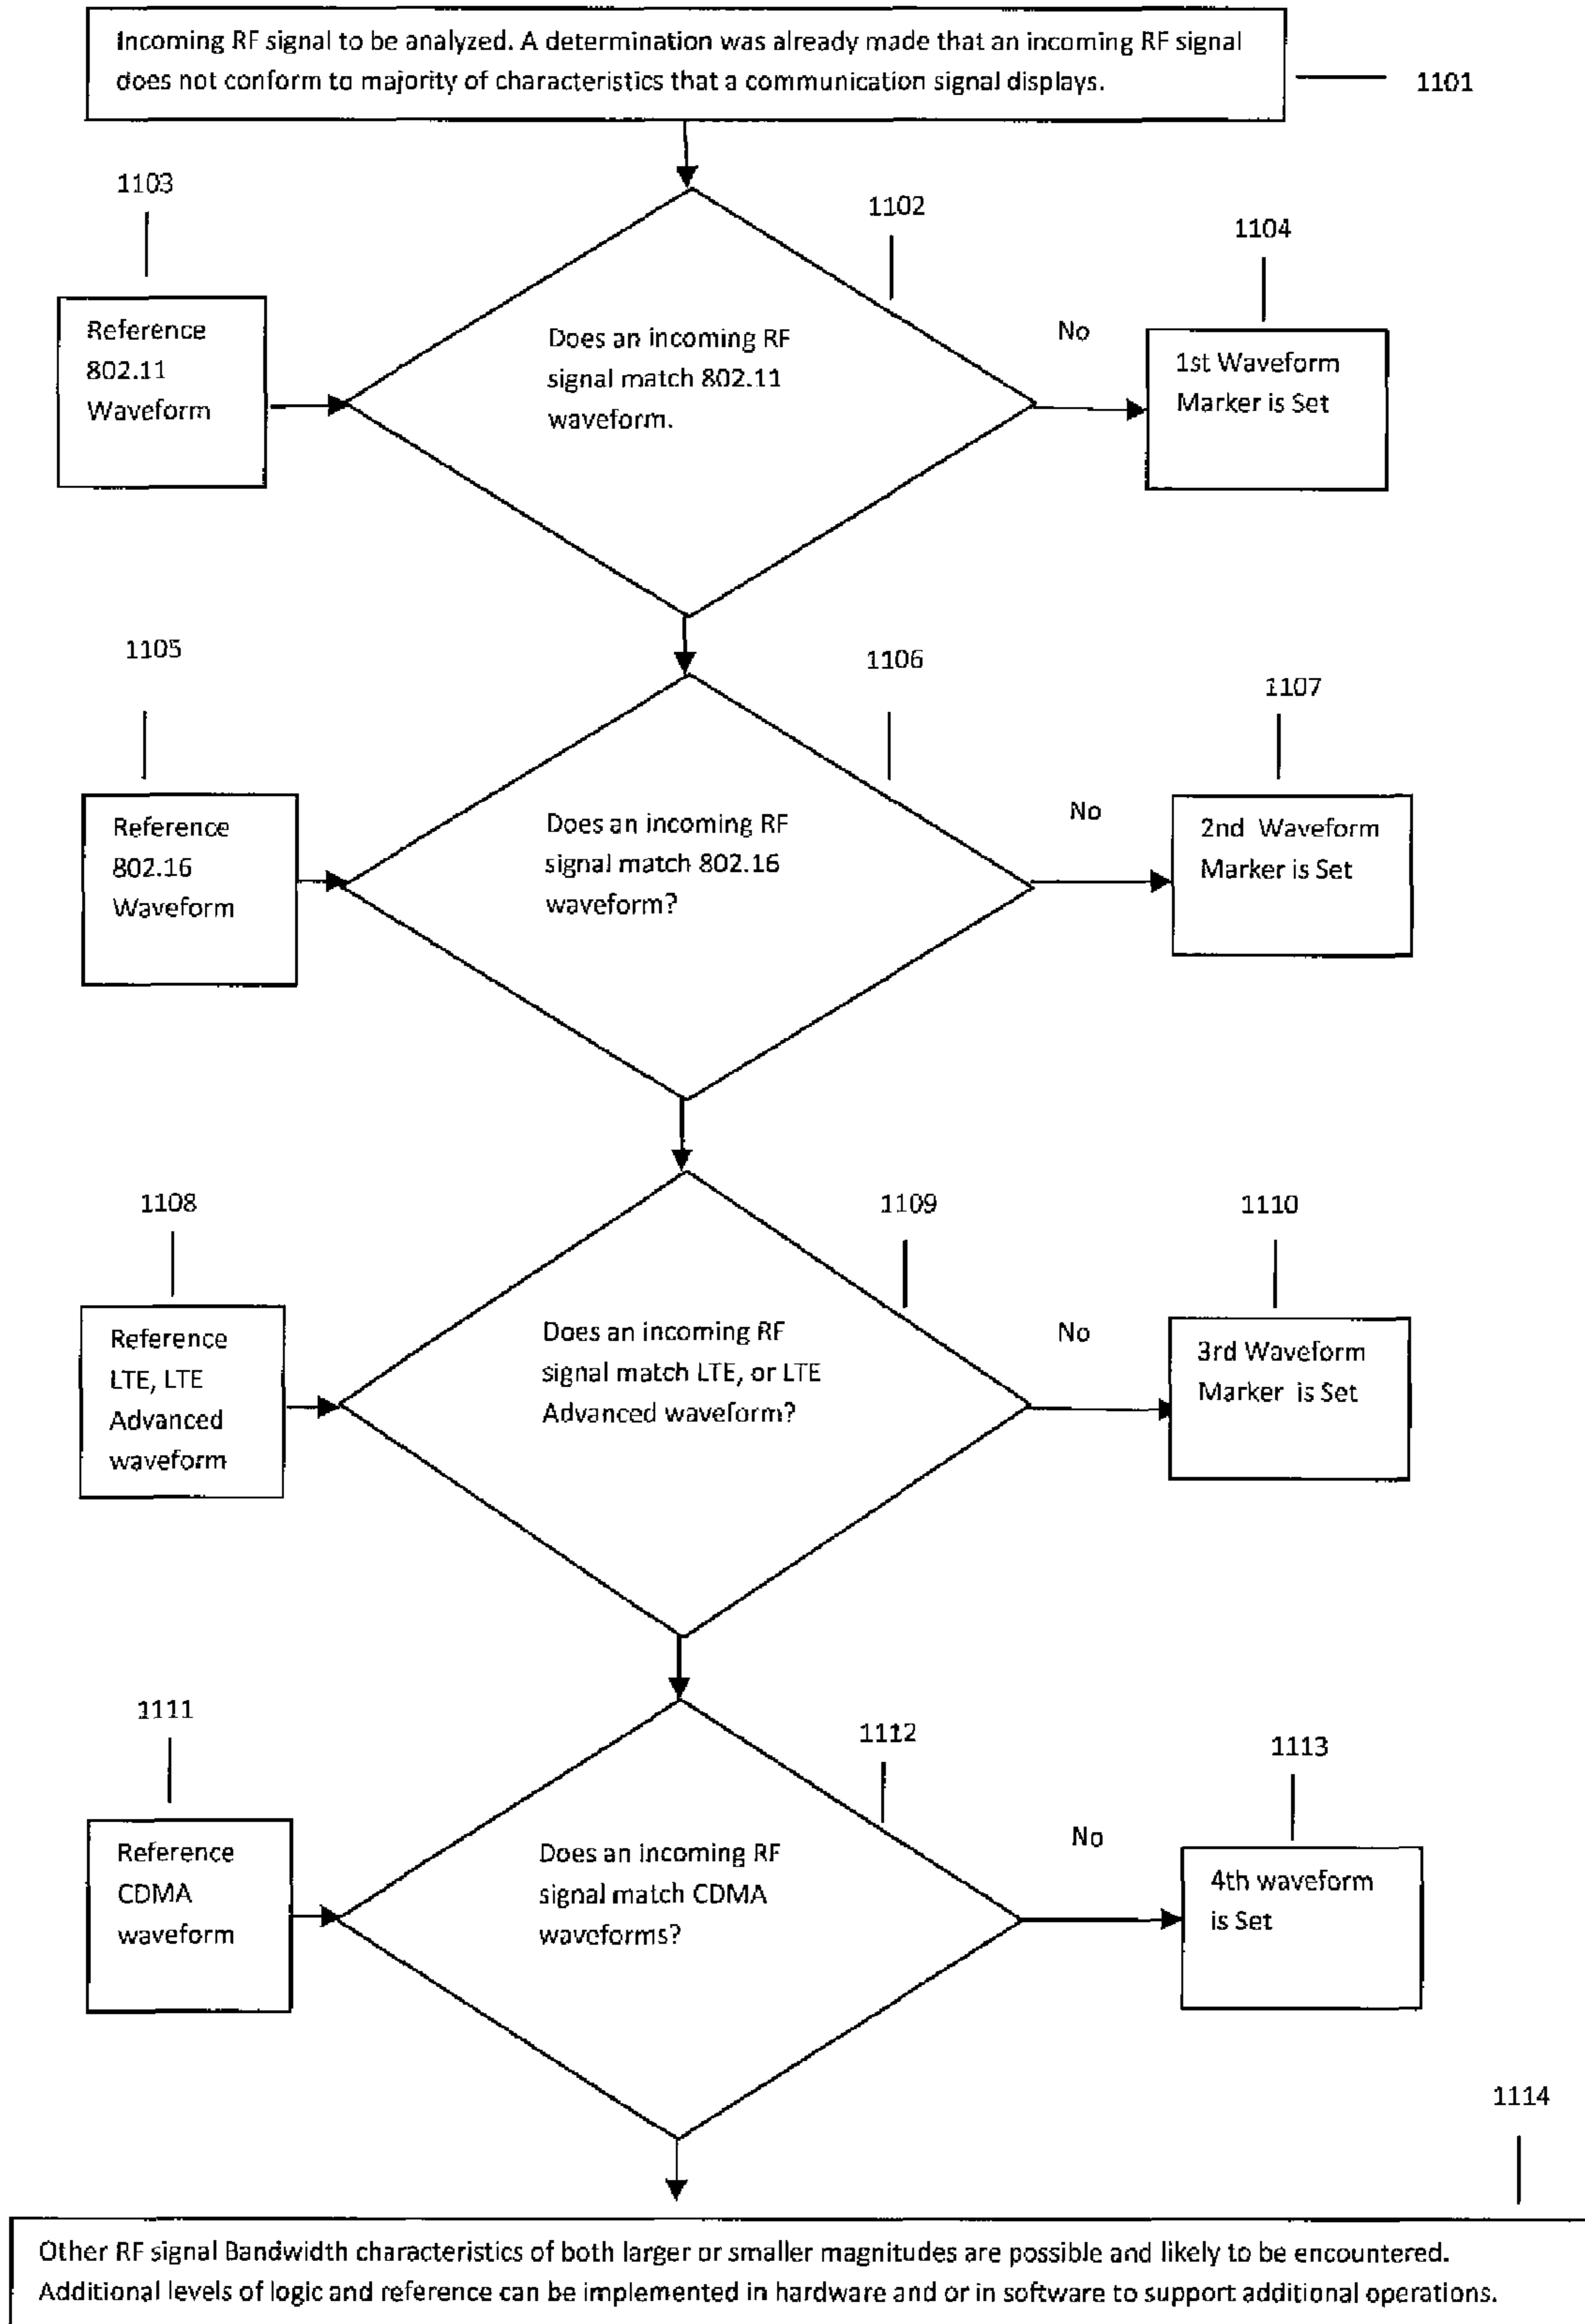 Incoming RF signal to be analyzed. A determination was already made that an incoming RF signal
does not conform to majority of characteristics that a communication signal displays.
1101
1103
1102
1104
Reference
802.11
Waveform
Does an incoming RF
signal match 802.11
waveform.
No
1st Waveform
Marker is Set
1105
1106
1107
Reference
802.16
Waveform
Does an incoming RF
signal match 802.16
waveform?
No
2nd Waveform
Marker is Set
1108
1109
1110
Reference
LTE, LTE
Advanced
waveform
Does an incoming RF
signal match LTE, or LTE
Advanced waveform?
No
3rd Waveform
Marker is Set
1111
1112
1113
Reference
CDMA
waveform
Does an incoming RF
signal match CDMA
waveforms?
No
4th waveform
is Set
1114
Other RF signal Bandwidth characteristics of both larger or smaller magnitudes are possible and likely to be encountered.
Additional levels of logic and reference can be implemented in hardware and or in software to support additional operations.